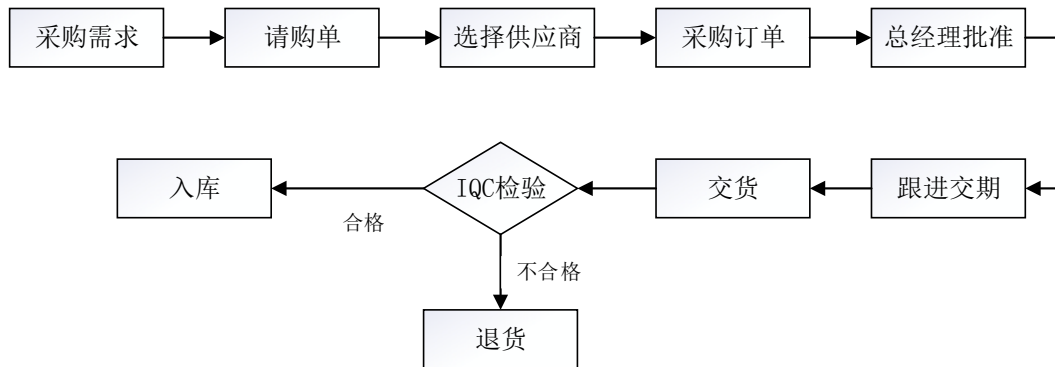 采购需求
请购单
选择供应商
采购订单
总经理批准
跟进交期
交货
IQC检验
合格
入库
不合格
退货